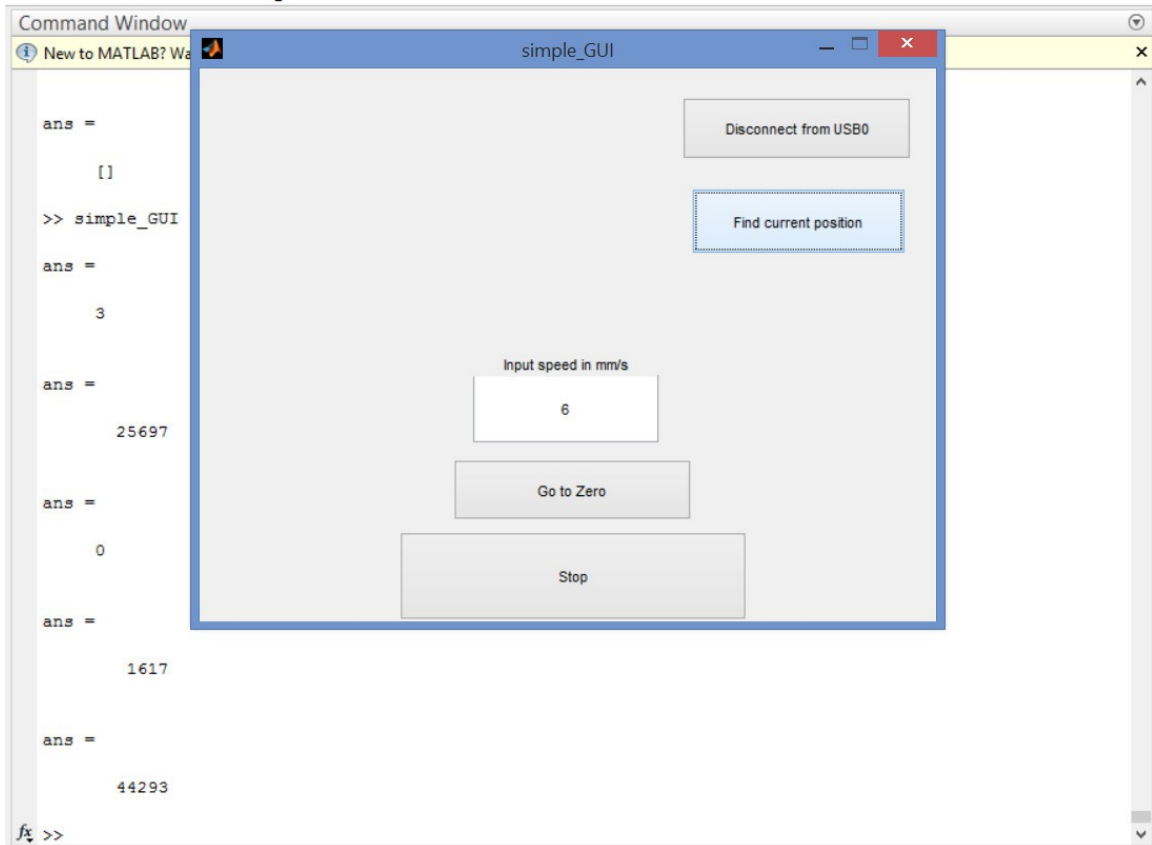 Command Window
New to MATLAB? Wa
ans =
[]
>> simple_GUI
ans =
3
ans =
25697
ans =
0
ans =
1617
ans =
44293
fx >>
simple_GUI
Disconnect from USB0
Find current position
Input speed in mm/s
6
Go to Zero
Stop